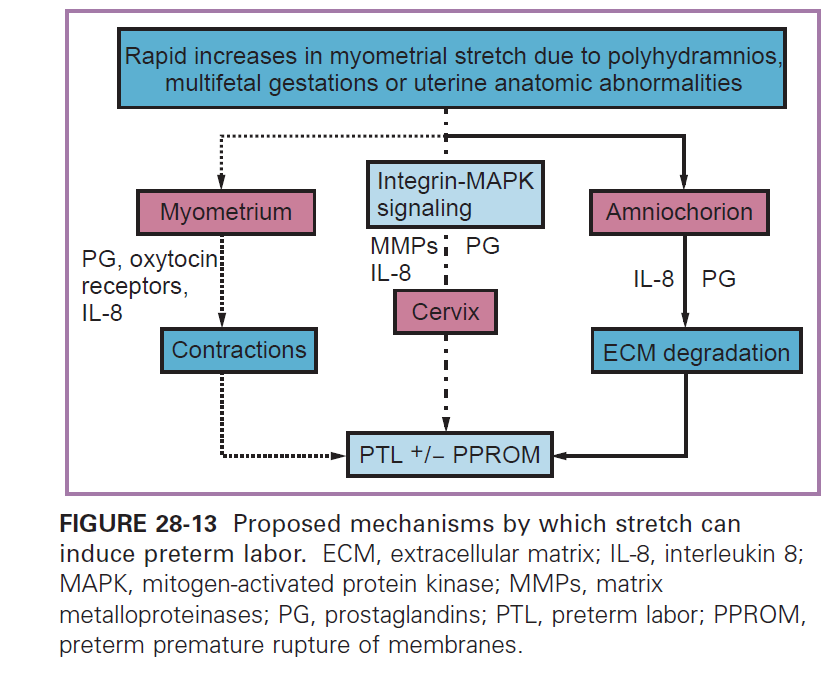 Rapid increases in myometrial stretch due to polyhydramnios,
multifetal gestations or uterine anatomic abnormalities
Myometrium
Integrin-MAPK
signaling
Amniochorion
PG, oxytocin
receptors,
IL-8
MMPs
IL-8
PG
IL-8
PG
Cervix
Contractions
ECM degradation
PTL +/− PPROM
FIGURE 28-13 Proposed mechanisms by which stretch can
induce preterm labor. ECM, extracellular matrix; IL-8, interleukin 8;
MAPK, mitogen-activated protein kinase; MMPs, matrix
metalloproteinases; PG, prostaglandins; PTL, preterm labor; PPROM,
preterm premature rupture of membranes.